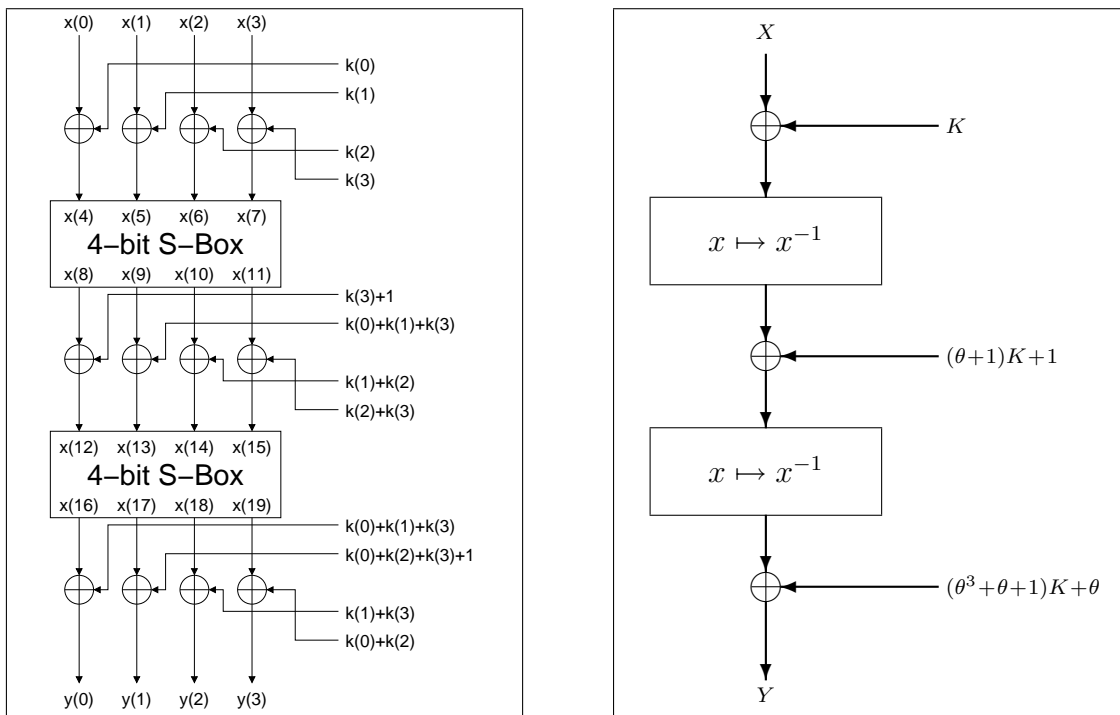 x(0) x(1) x(2) x(3)
k(0)
k(1)
k(2)
k(3)
x(4) x(5) x(6) x(7)
4−bit S−Box
x(8) x(9) x(10) x(11)
k(3)+1
k(0)+k(1)+k(3)
k(1)+k(2)
k(2)+k(3)
x(12) x(13) x(14) x(15)
4−bit S−Box
x(16) x(17) x(18) x(19)
k(0)+k(1)+k(3)
k(0)+k(2)+k(3)+1
k(1)+k(3)
k(0)+k(2)
y(0) y(1) y(2) y(3)
X
K
x ↦ x⁻¹
(θ+1)K+1
x ↦ x⁻¹
(θ³+θ+1)K+θ
Y